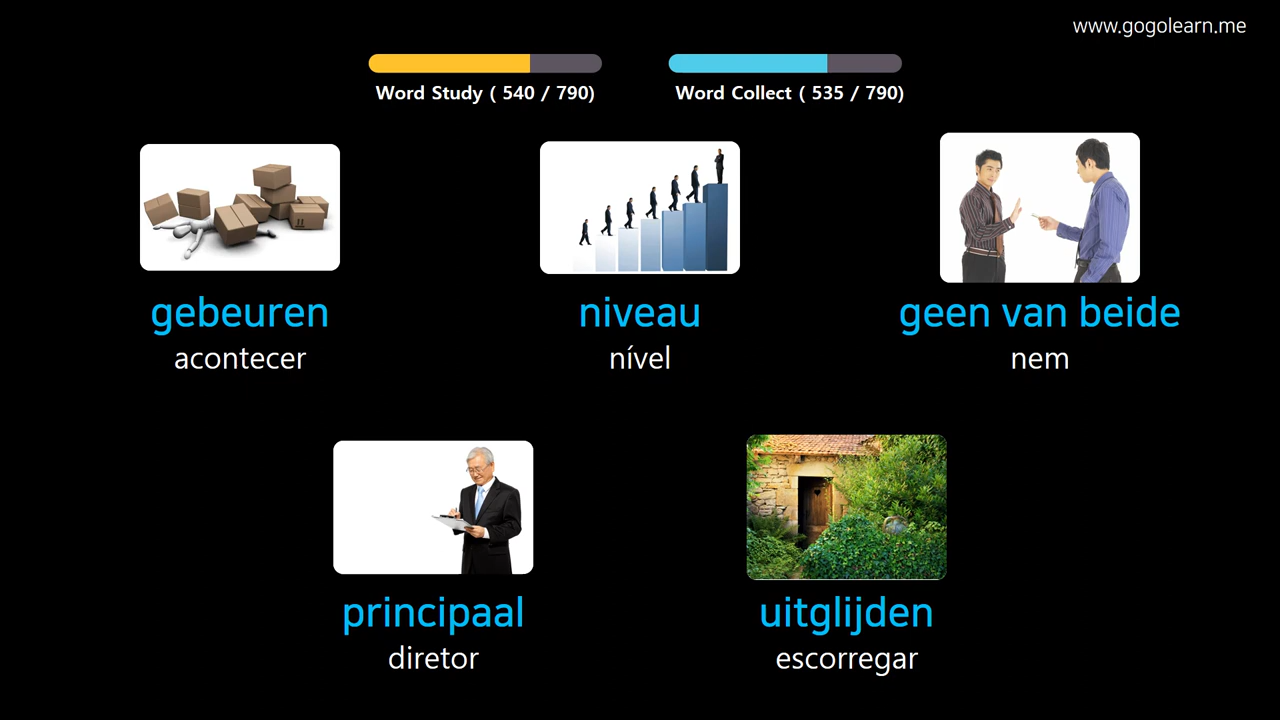 www.gogolearn.me
Word Study ( 540 / 790)
Word Collect ( 535 / 790)
gebeuren
acontecer
niveau
nível
geen van beide
nem
principaal
diretor
uitglijden
escorregar